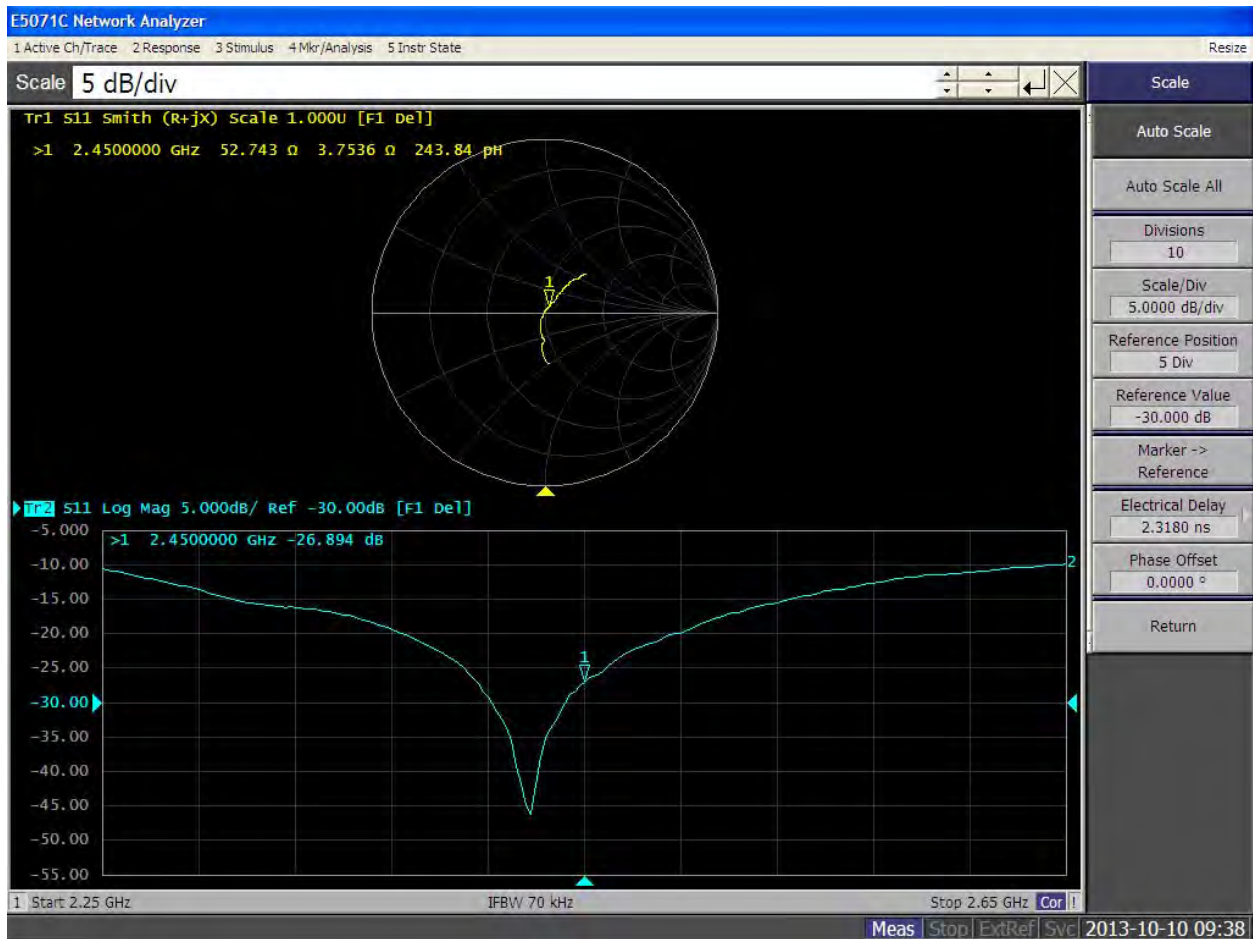 E5071C Network Analyzer
1 Active Ch/Trace 2 Response 3 Stimulus 4 Mkr/Analysis 5 Instr State
Resize
Scale 5 dB/div
Scale
Auto Scale
Auto Scale All
Divisions
10
Scale/Div
5.0000 dB/div
Reference Position
5 Div
Reference Value
-30.000 dB
Marker ->
Reference
Electrical Delay
2.3180 ns
Phase Offset
0.0000 °
Return
Tr1 S11 Smith (R+jX) Scale 1.000U [F1 Del]
>1 2.4500000 GHz 52.743 Ω 3.7536 Ω 243.84 pH
1
Tr2 S11 Log Mag 5.000dB/ Ref -30.00dB [F1 Del]
>1 2.4500000 GHz -26.894 dB
-5.000
-10.00
-15.00
-20.00
-25.00
-30.00
-35.00
-40.00
-45.00
-50.00
-55.00
2
1
1 Start 2.25 GHz
IFBW 70 kHz
Stop 2.65 GHz Cor !
Meas Stop ExtRef Svc 2013-10-10 09:38